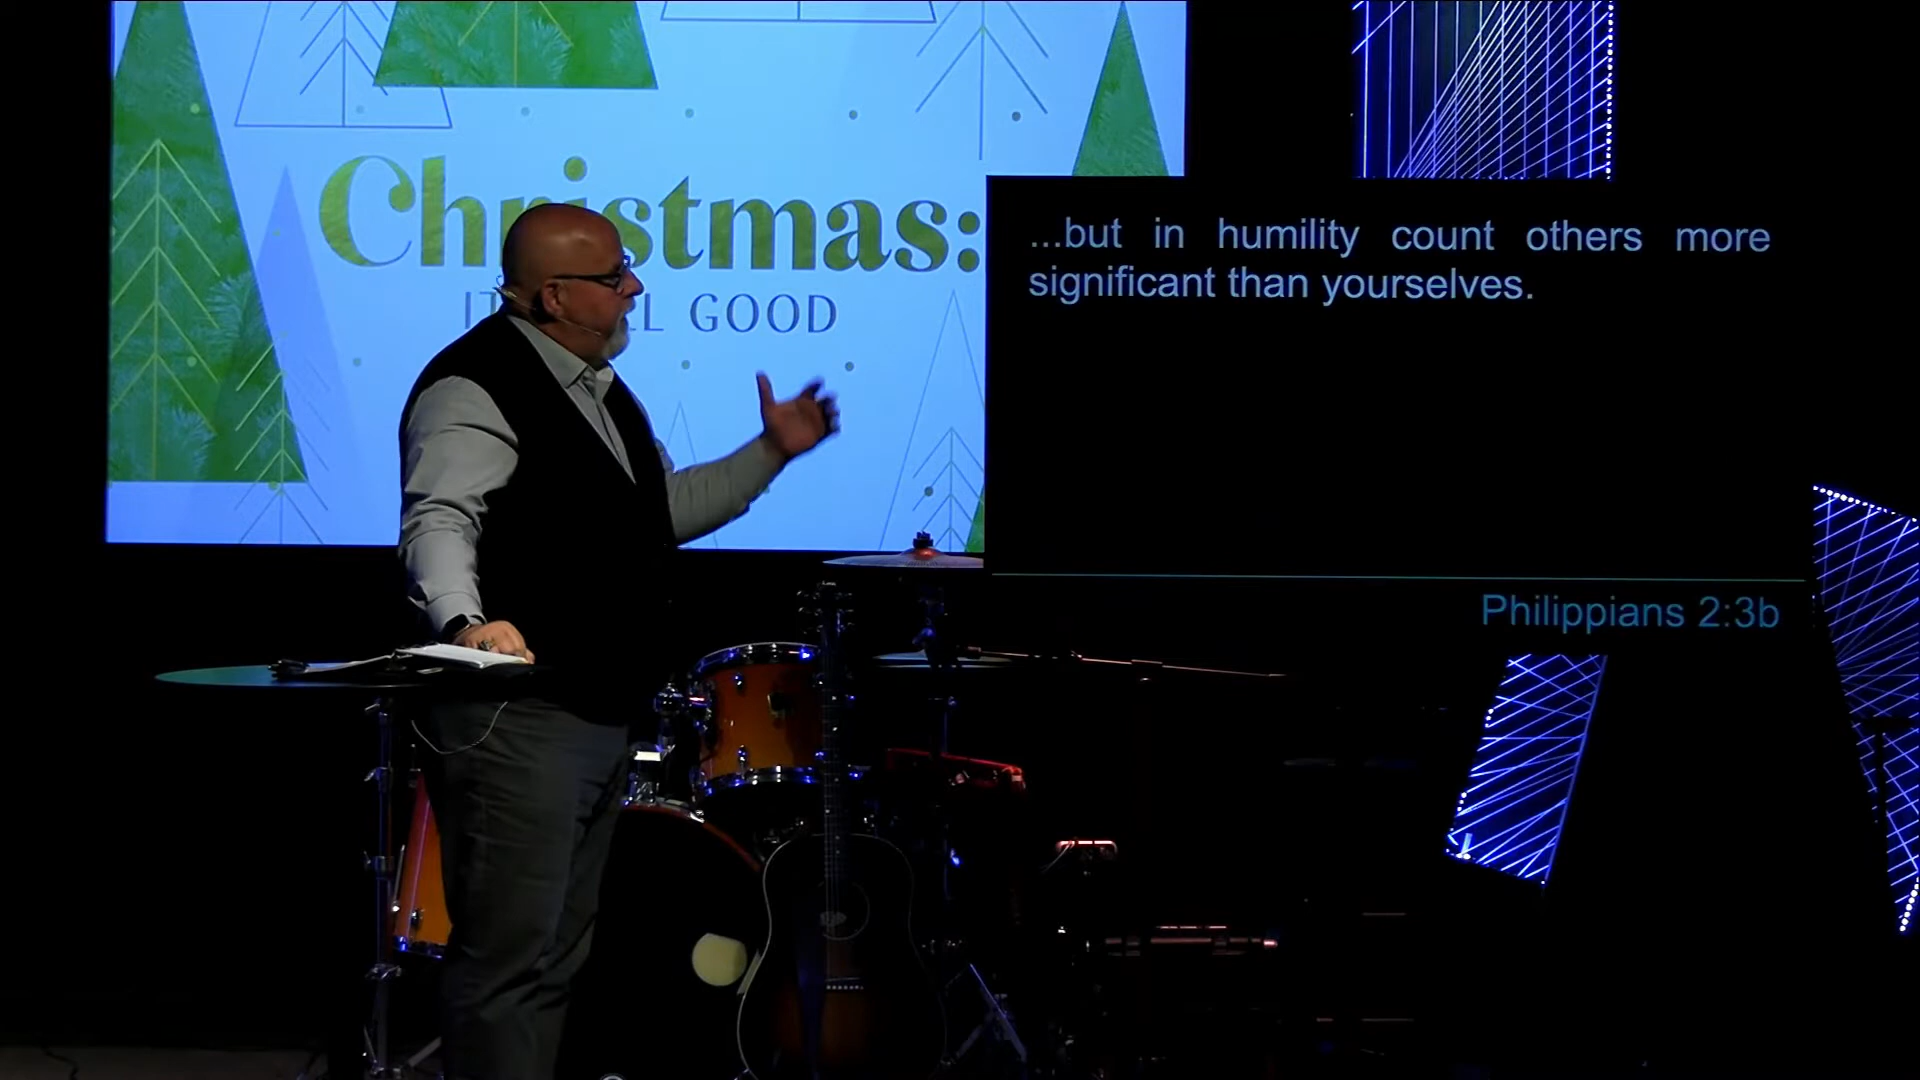 Christmas:
GOOD
...but in humility count others more
significant than yourselves.
Philippians 2:3b